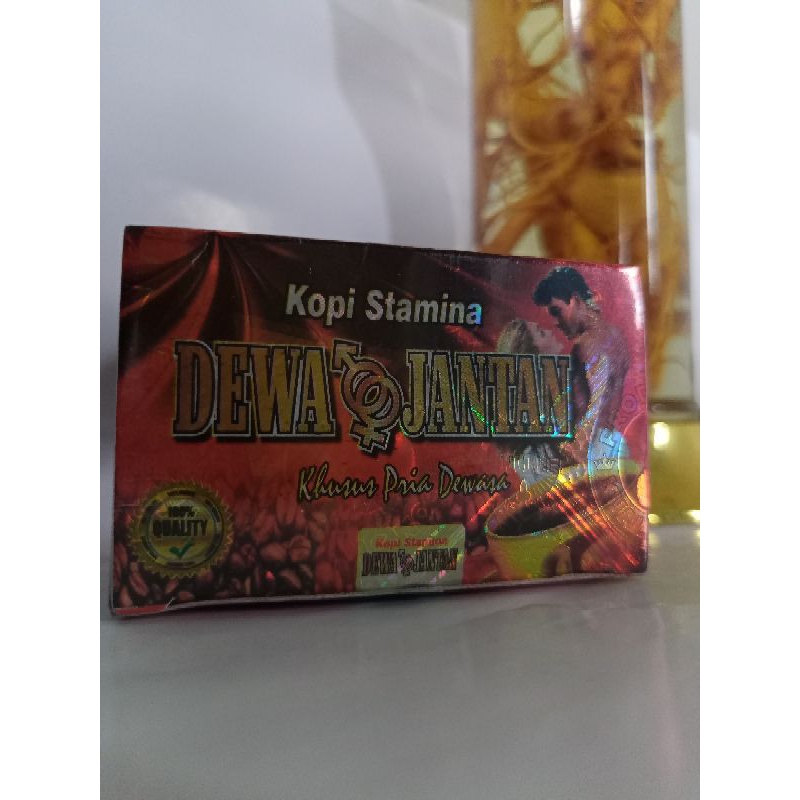 Kopi Stamina
DEWA JANTAN
Khusus Pria Dewasa
100%
QUALITY
Kopi Stamina
DEWA JANTAN